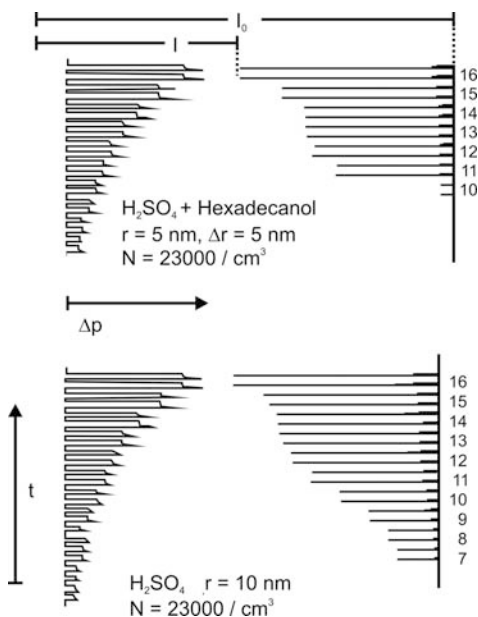 I₀
I
16
15
14
13
12
11
10
H₂SO₄ + Hexadecanol
r = 5 nm, Δr = 5 nm
N = 23000 / cm³
Δp
t
16
15
14
13
12
11
10
9
8
7
H₂SO₄ , r = 10 nm
N = 23000 / cm³